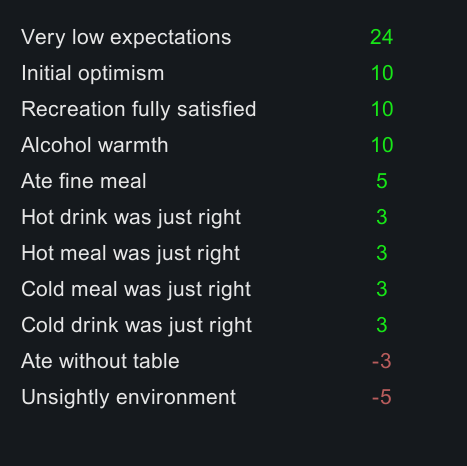 Very low expectations 24
Initial optimism 10
Recreation fully satisfied 10
Alcohol warmth 10
Ate fine meal 5
Hot drink was just right 3
Hot meal was just right 3
Cold meal was just right 3
Cold drink was just right 3
Ate without table -3
Unsightly environment -5